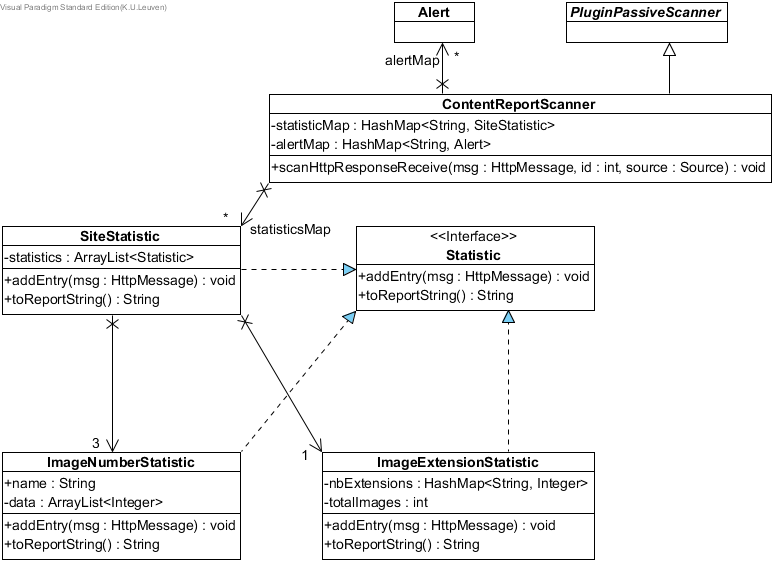 Visual Paradigm Standard Edition(K.U.Leuven)
Alert
PluginPassiveScanner
alertMap
*
ContentReportScanner
-statisticMap : HashMap<String, SiteStatistic>
-alertMap : HashMap<String, Alert>
+scanHttpResponseReceive(msg : HttpMessage, id : int, source : Source) : void
*
statisticsMap
SiteStatistic
-statistics : ArrayList<Statistic>
+addEntry(msg : HttpMessage) : void
+toReportString() : String
<<Interface>>
Statistic
+addEntry(msg : HttpMessage) : void
+toReportString() : String
3
1
ImageNumberStatistic
+name : String
-data : ArrayList<Integer>
+addEntry(msg : HttpMessage) : void
+toReportString() : String
ImageExtensionStatistic
-nbExtensions : HashMap<String, Integer>
-totalImages : int
+addEntry(msg : HttpMessage) : void
+toReportString() : String